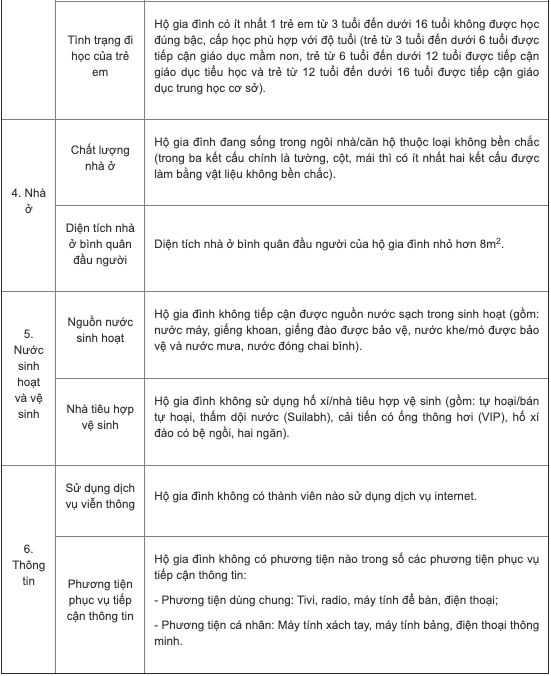 Tình trạng đi
học của trẻ
em
Hộ gia đình có ít nhất 1 trẻ em từ 3 tuổi đến dưới 16 tuổi không được học
đúng bậc, cấp học phù hợp với độ tuổi (trẻ từ 3 tuổi đến dưới 6 tuổi được
tiếp cận giáo dục mầm non, trẻ từ 6 tuổi đến dưới 12 tuổi được tiếp cận
giáo dục tiểu học và trẻ từ 12 tuổi đến dưới 16 tuổi được tiếp cận giáo
dục trung học cơ sở).
4. Nhà
ở
Chất lượng
nhà ở
Hộ gia đình đang sống trong ngôi nhà/căn hộ thuộc loại không bền chắc
(trong ba kết cấu chính là tường, cột, mái thì có ít nhất hai kết cấu được
làm bằng vật liệu không bền chắc).
Diện tích nhà
ở bình quân
đầu người
Diện tích nhà ở bình quân đầu người của hộ gia đình nhỏ hơn 8m².
5.
Nước
sinh
hoạt
và vệ
sinh
Nguồn nước
sinh hoạt
Hộ gia đình không tiếp cận được nguồn nước sạch trong sinh hoạt (gồm:
nước máy, giếng khoan, giếng đào được bảo vệ, nước khe/mó được bảo
vệ và nước mưa, nước đóng chai bình).
Nhà tiêu hợp
vệ sinh
Hộ gia đình không sử dụng hố xí/nhà tiêu hợp vệ sinh (gồm: tự hoại/bán
tự hoại, thấm dội nước (Suilabh), cải tiến có ống thông hơi (VIP), hố xí
đào có bệ ngồi, hai ngăn).
6.
Thông
tin
Sử dụng dịch
vụ viễn thông
Hộ gia đình không có thành viên nào sử dụng dịch vụ internet.
Phương tiện
phục vụ tiếp
cận thông tin
Hộ gia đình không có phương tiện nào trong số các phương tiện phục vụ
tiếp cận thông tin:
- Phương tiện dùng chung: Tivi, radio, máy tính để bàn, điện thoại;
- Phương tiện cá nhân: Máy tính xách tay, máy tính bảng, điện thoại thông
minh.